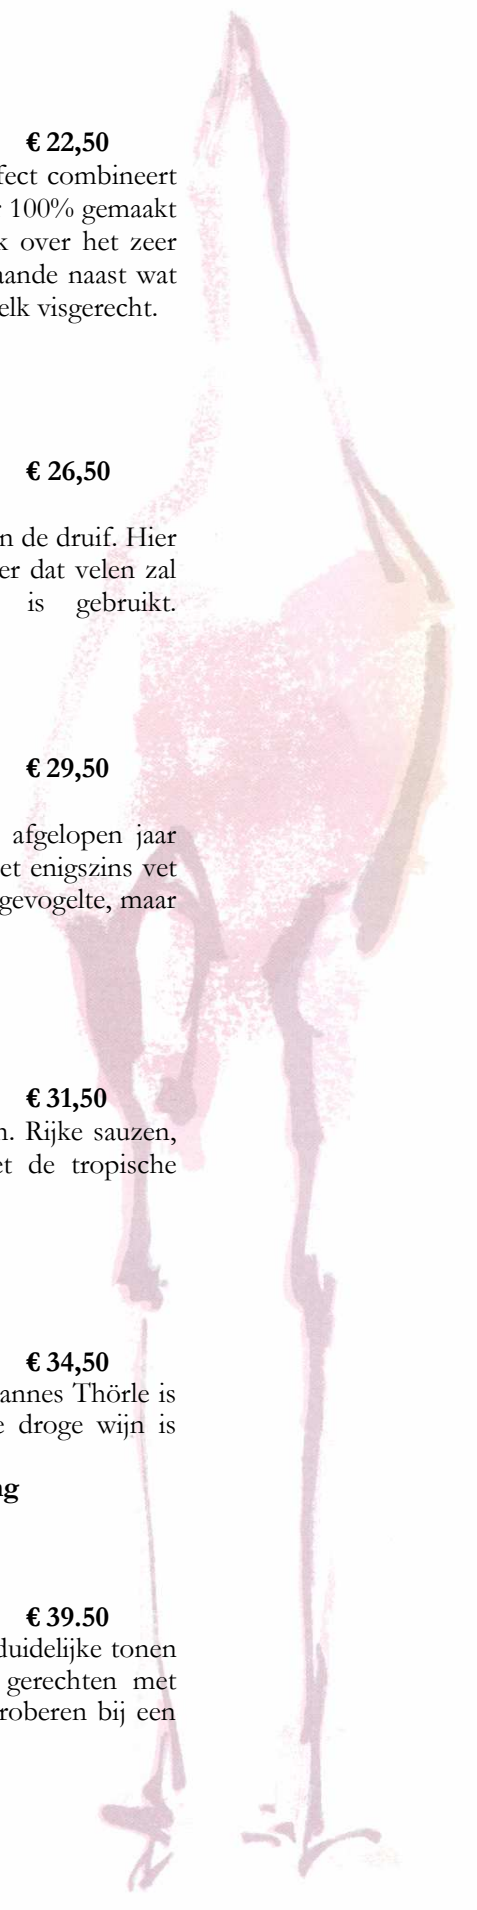 € 22,50
fect combineert
100% gemaakt
k over het zeer
aande naast wat
elk visgerecht.
€ 26,50
n de druif. Hier
er dat velen zal
is gebruikt.
€ 29,50
afgelopen jaar
et enigszins vet
gevogelte, maar
€ 31,50
n. Rijke sauzen,
et de tropische
€ 34,50
annes Thörle is
e droge wijn is
ng
€ 39.50
duidelijke tonen
gerechten met
roberen bij een